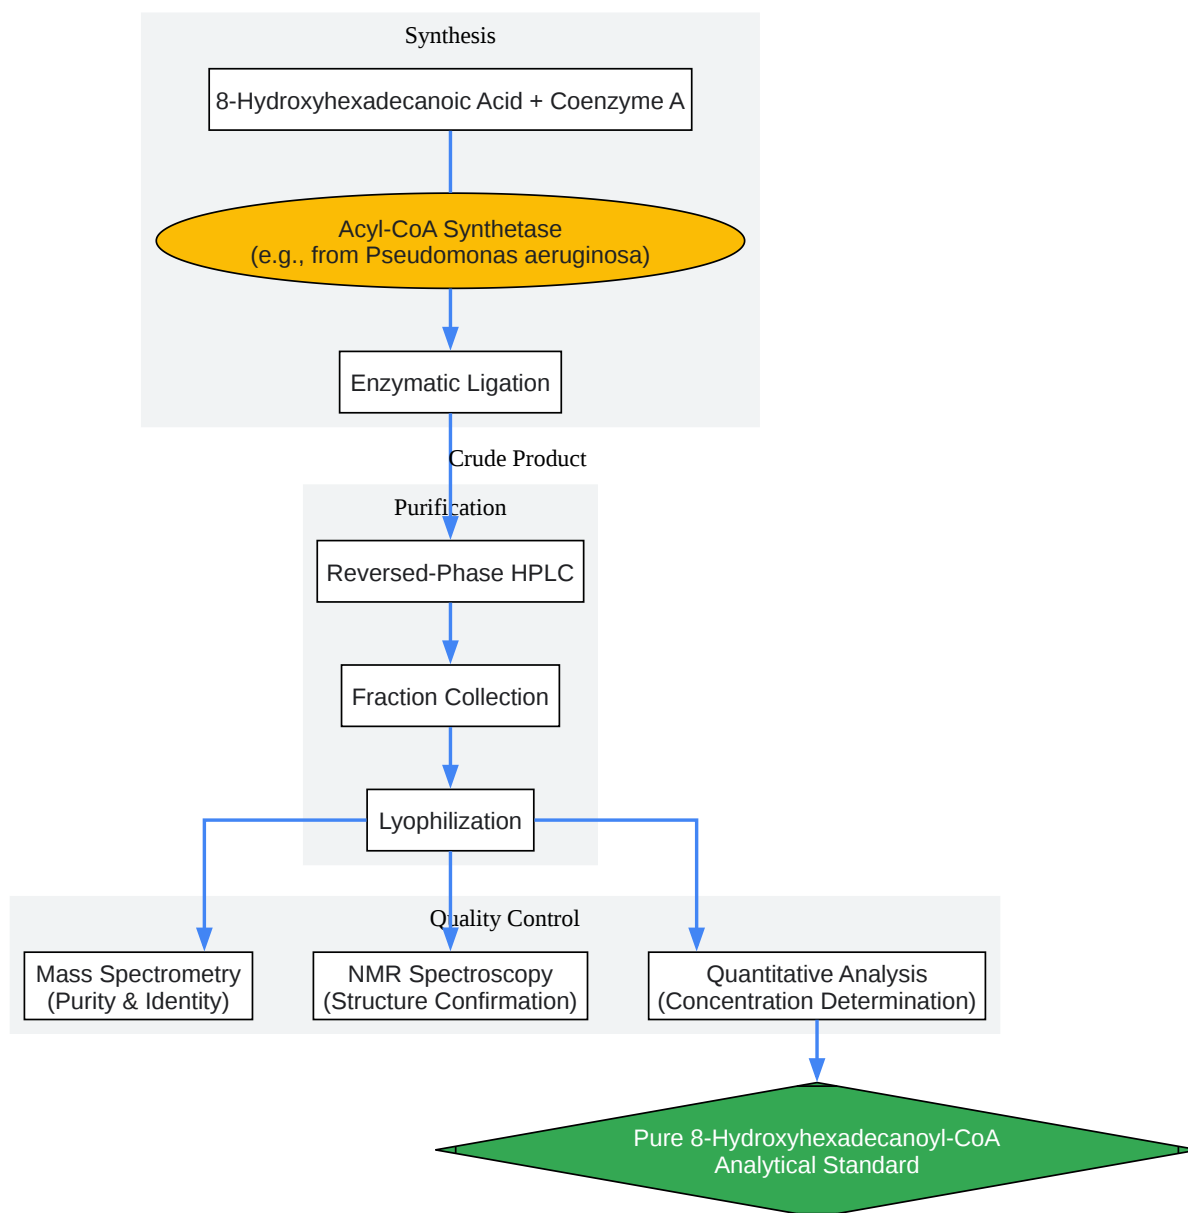 Synthesis
8-Hydroxyhexadecanoic Acid + Coenzyme A
Acyl-CoA Synthetase
(e.g., from Pseudomonas aeruginosa)
Enzymatic Ligation
Crude Product
Purification
Reversed-Phase HPLC
Fraction Collection
Lyophilization
Quality Control
Mass Spectrometry
(Purity & Identity)
NMR Spectroscopy
(Structure Confirmation)
Quantitative Analysis
(Concentration Determination)
Pure 8-Hydroxyhexadecanoyl-CoA
Analytical Standard